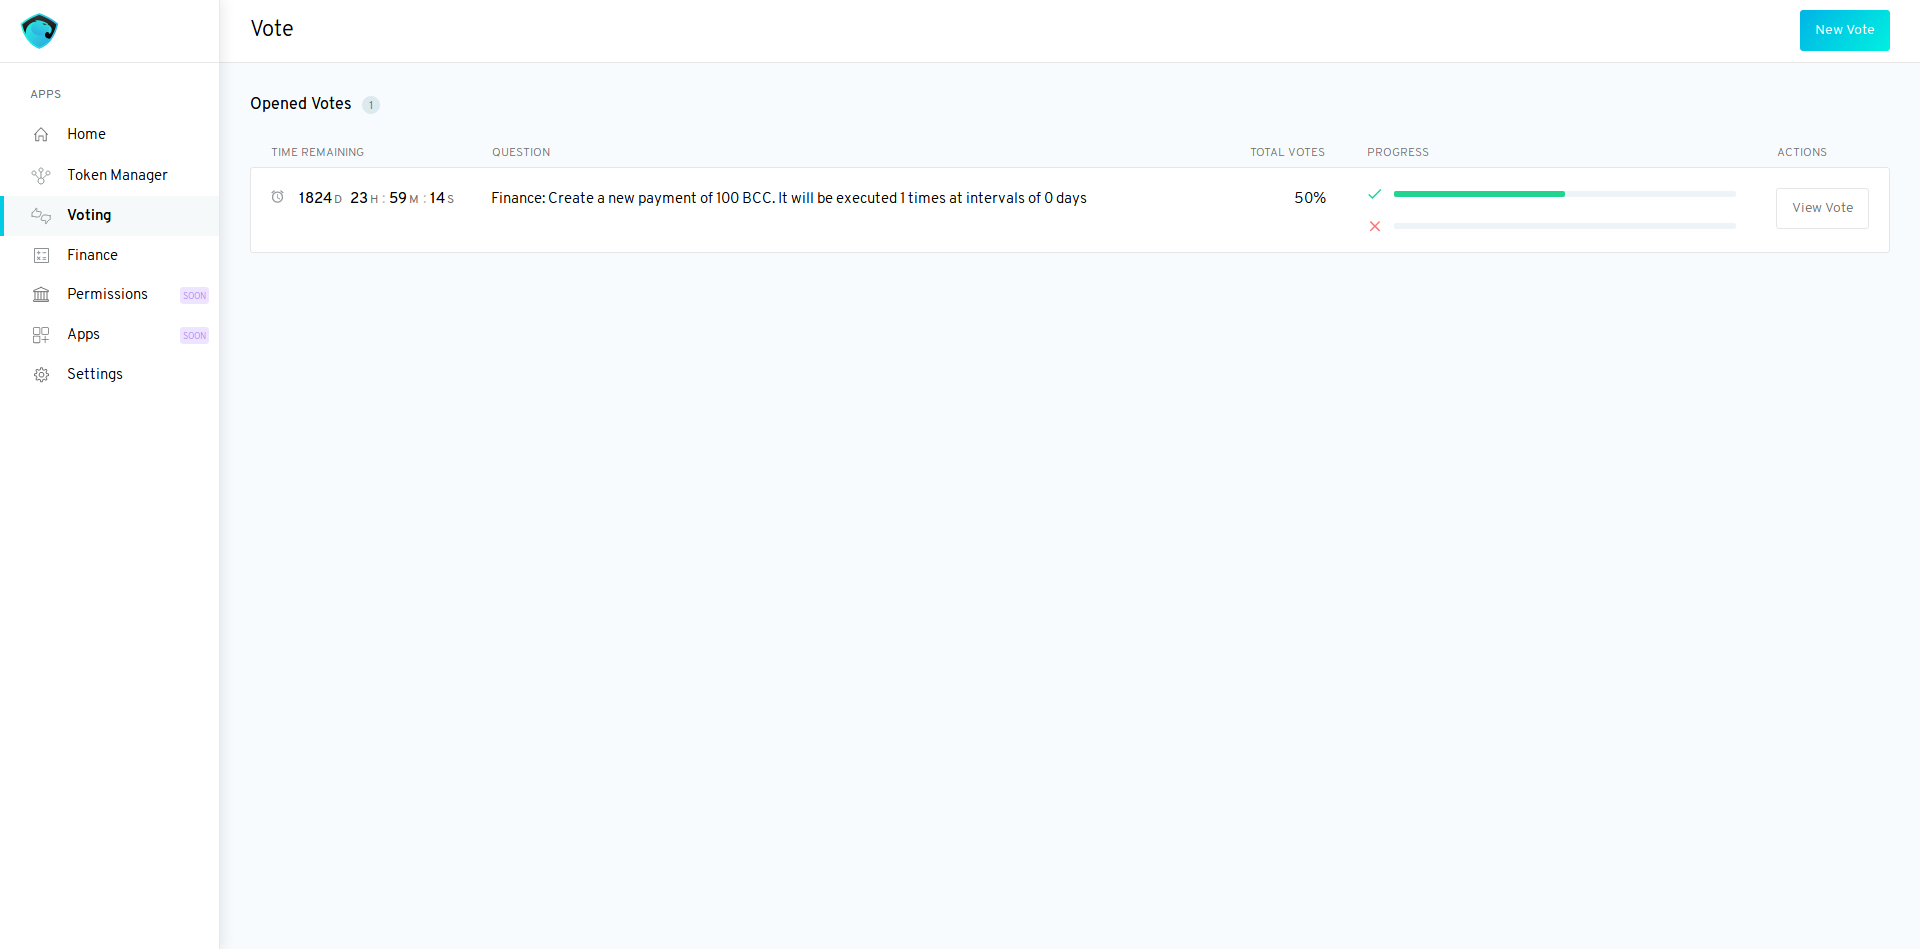 Vote
New Vote
APPS
Home
Token Manager
Voting
Finance
Permissions SOON
Apps SOON
Settings
Opened Votes 1
TIME REMAINING QUESTION TOTAL VOTES PROGRESS ACTIONS
1824 D 23 H : 59 M : 14 S Finance: Create a new payment of 100 BCC. It will be executed 1 times at intervals of 0 days 50% View Vote